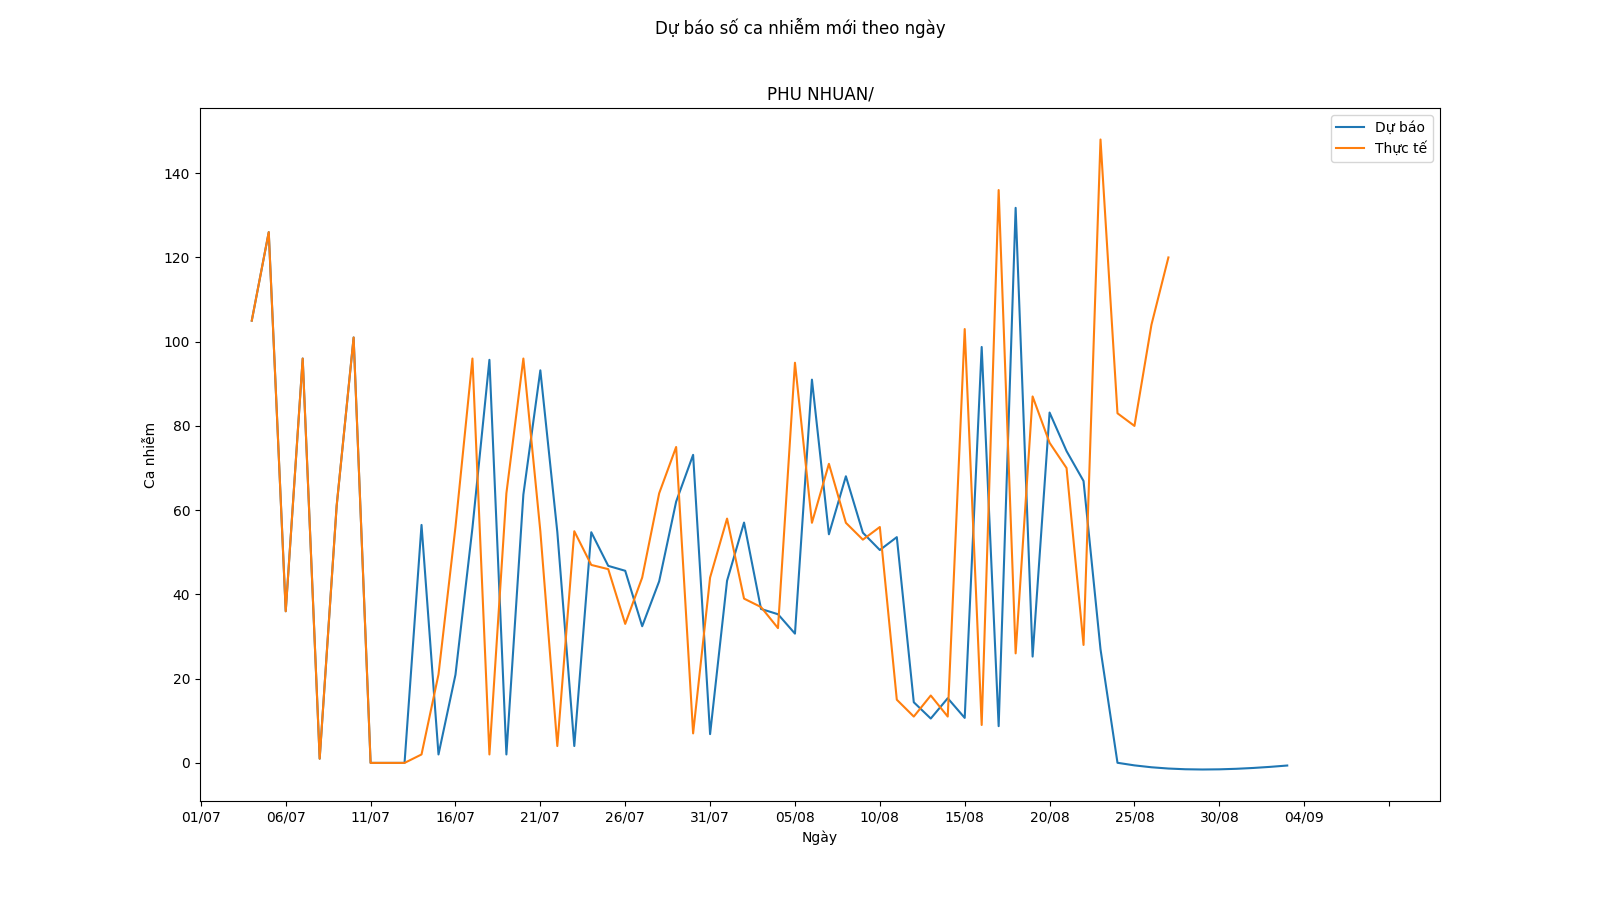 Dự báo số ca nhiễm mới theo ngày
PHU NHUAN/
Dự báo
Thực tế
140
120
100
80
60
40
20
0
Ca nhiễm
01/07 06/07 11/07 16/07 21/07 26/07 31/07 05/08 10/08 15/08 20/08 25/08 30/08 04/09
Ngày